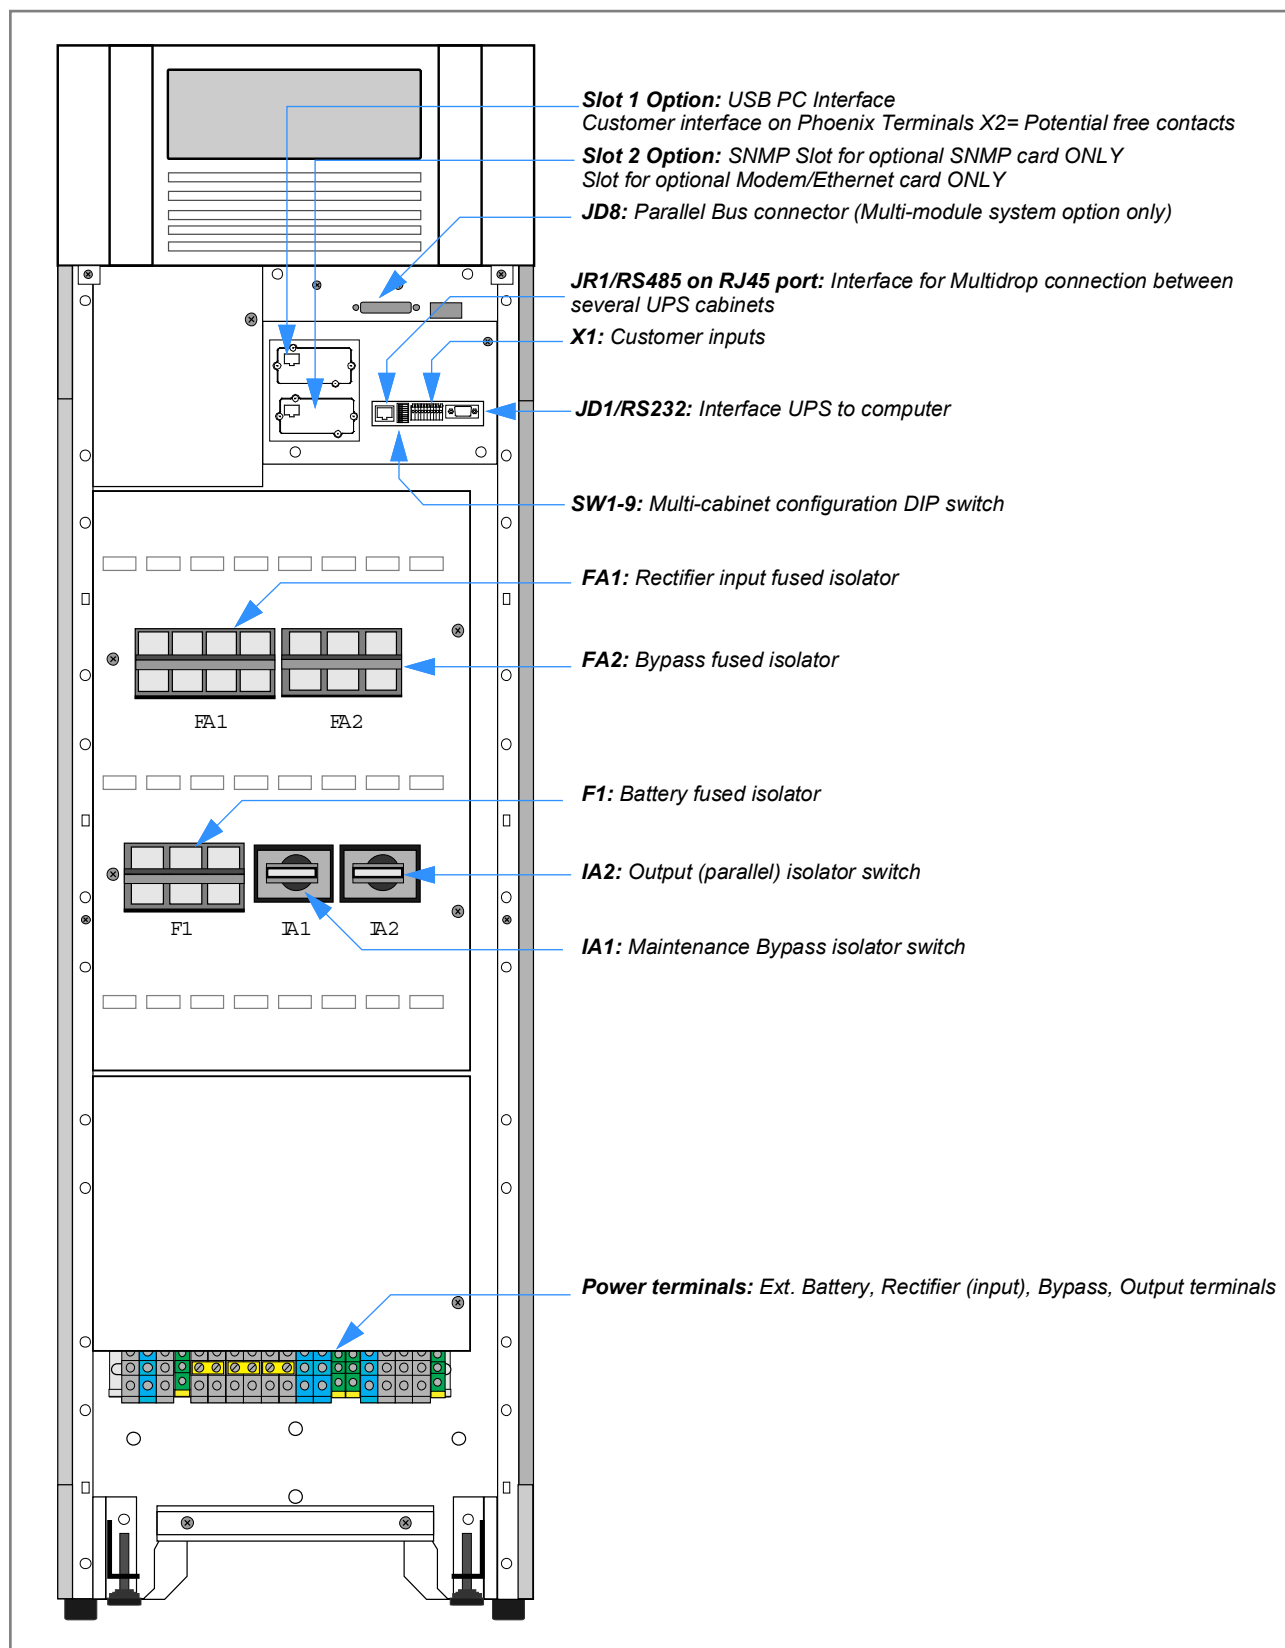 Slot 1 Option: USB PC Interface
Customer interface on Phoenix Terminals X2= Potential free contacts
Slot 2 Option: SNMP Slot for optional SNMP card ONLY
Slot for optional Modem/Ethernet card ONLY
JD8: Parallel Bus connector (Multi-module system option only)
JR1/RS485 on RJ45 port: Interface for Multidrop connection between
several UPS cabinets
X1: Customer inputs
JD1/RS232: Interface UPS to computer
SW1-9: Multi-cabinet configuration DIP switch
FA1: Rectifier input fused isolator
FA2: Bypass fused isolator
FA1 FA2
F1: Battery fused isolator
IA2: Output (parallel) isolator switch
F1 IA1 IA2
IA1: Maintenance Bypass isolator switch
Power terminals: Ext. Battery, Rectifier (input), Bypass, Output terminals